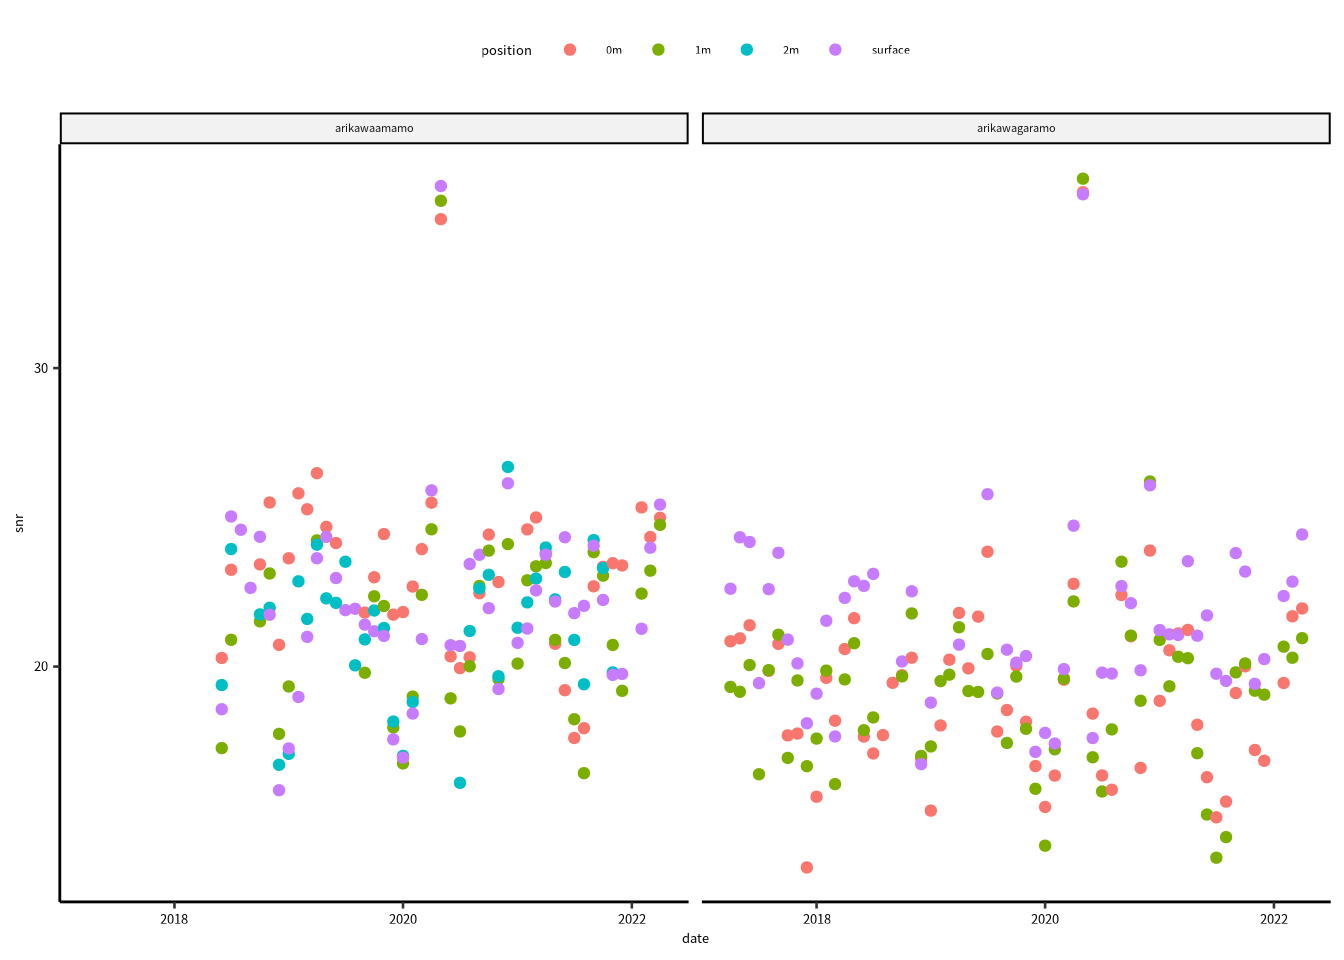 position 0m 1m 2m surface
arikawaamamo arikawagaramo
snr
30
20
2018 2020 2022 2018 2020 2022
date